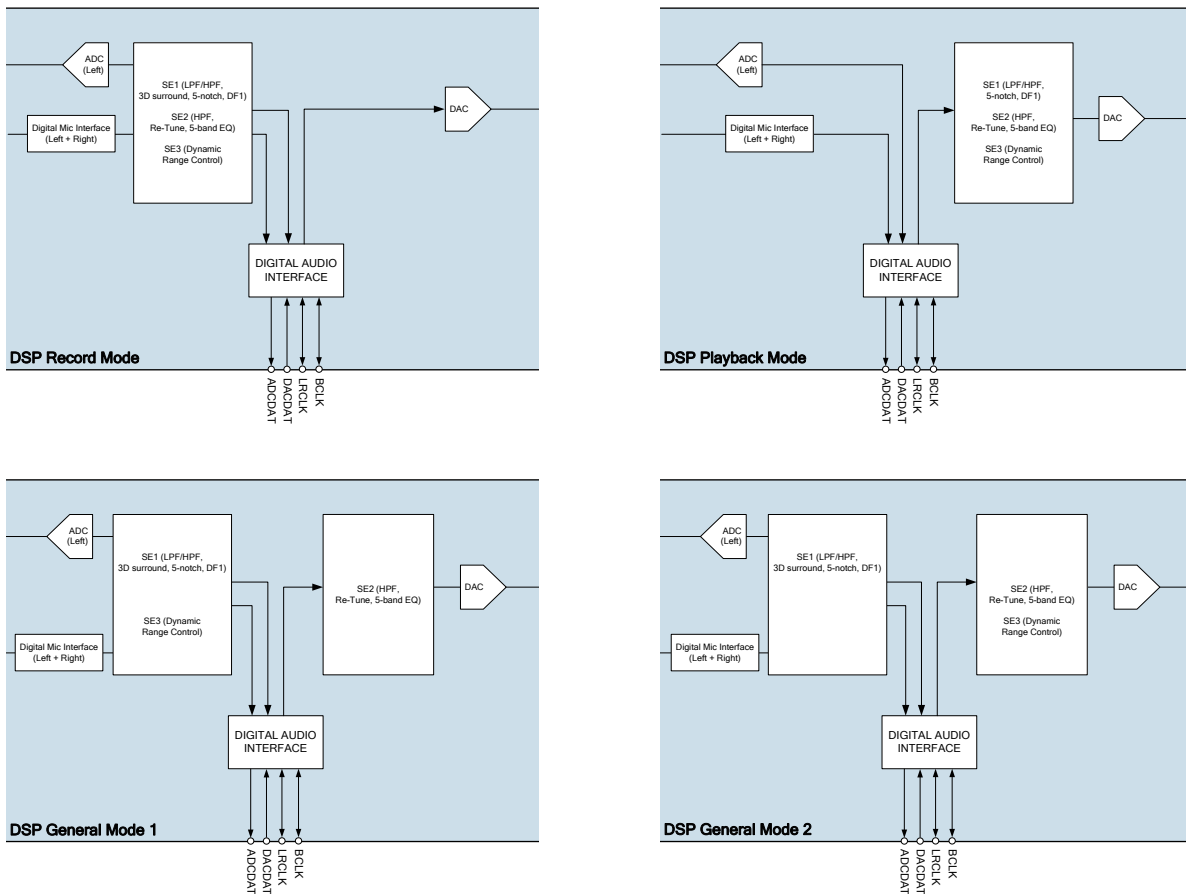 ADC
(Left)
SE1 (LPF/HPF,
3D surround, 5-notch, DF1)
SE2 (HPF,
Re-Tune, 5-band EQ)
SE3 (Dynamic
Range Control)
DAC
Digital Mic Interface
(Left + Right)
DIGITAL AUDIO
INTERFACE
DSP Record Mode
ADCDAT
DACDAT
LRCLK
BCLK
ADC
(Left)
SE1 (LPF/HPF,
5-notch, DF1)
SE2 (HPF,
Re-Tune, 5-band EQ)
SE3 (Dynamic
Range Control)
DAC
Digital Mic Interface
(Left + Right)
DIGITAL AUDIO
INTERFACE
DSP Playback Mode
ADCDAT
DACDAT
LRCLK
BCLK
ADC
(Left)
SE1 (LPF/HPF,
3D surround, 5-notch, DF1)
SE3 (Dynamic
Range Control)
SE2 (HPF,
Re-Tune, 5-band EQ)
DAC
Digital Mic Interface
(Left + Right)
DIGITAL AUDIO
INTERFACE
DSP General Mode 1
ADCDAT
DACDAT
LRCLK
BCLK
ADC
(Left)
SE1 (LPF/HPF,
3D surround, 5-notch, DF1)
SE2 (HPF,
Re-Tune, 5-band EQ)
SE3 (Dynamic
Range Control)
DAC
Digital Mic Interface
(Left + Right)
DIGITAL AUDIO
INTERFACE
DSP General Mode 2
ADCDAT
DACDAT
LRCLK
BCLK